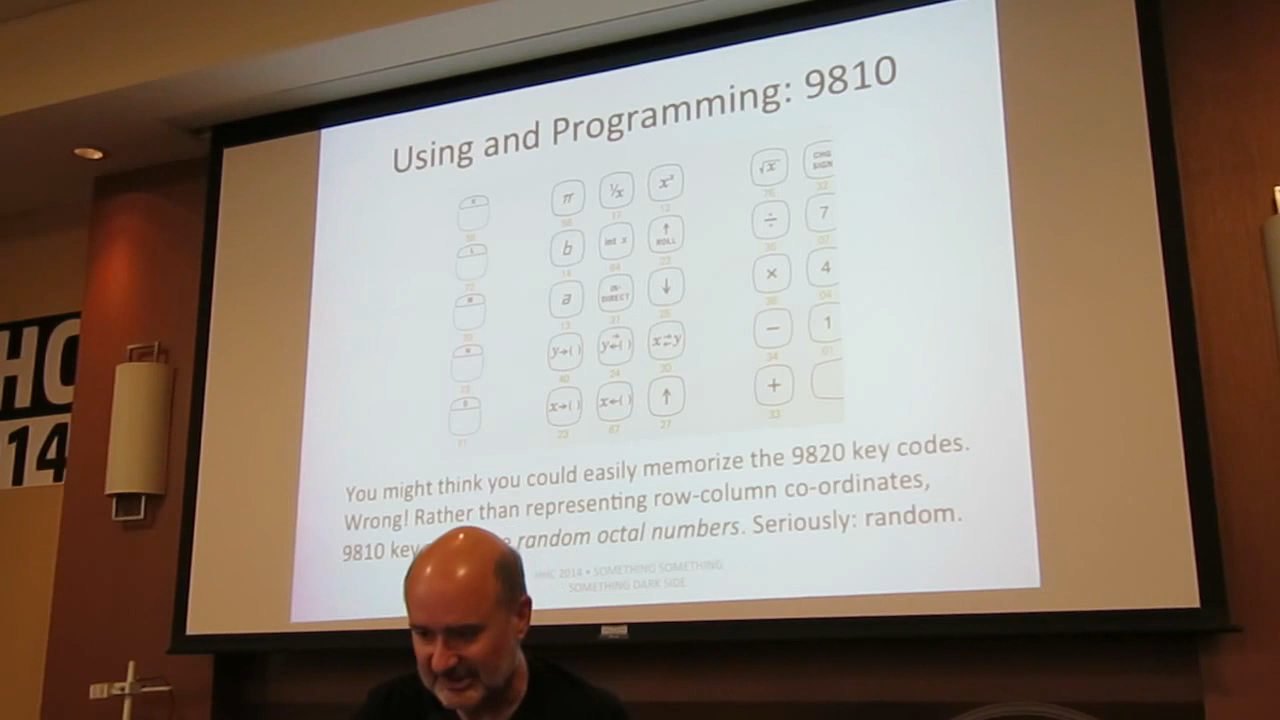 Using and Programming: 9810
π ⅟x x² √x CHG SIGN
b int x ↑ ROLL ÷ 7
a IN-DIRECT ↓ × 4
y→( ) x⇄y − 1
x→( ) x←( ) ↑ +
You might think you could easily memorize the 9820 key codes.
Wrong! Rather than representing row-column co-ordinates,
9810 key random octal numbers. Seriously: random.
HHC 2014 • SOMETHING SOMETHING
SOMETHING DARK SIDE
HC
14